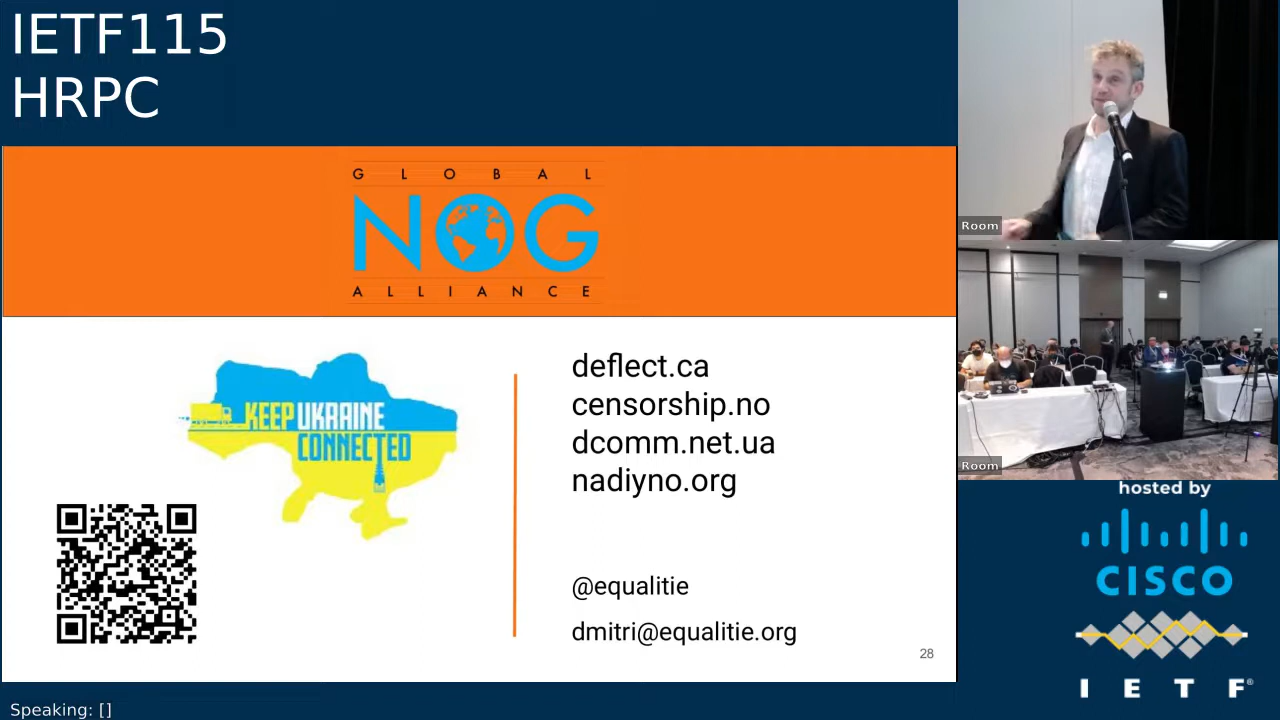 IETF115
HRPC
GLOBAL
NOG
ALLIANCE
KEEP UKRAINE
CONNECTED
deflect.ca
censorship.no
dcomm.net.ua
nadiyno.org
@equalitie
dmitri@equalitie.org
28
Room
Room
hosted by
CISCO
IETF®
Speaking: []